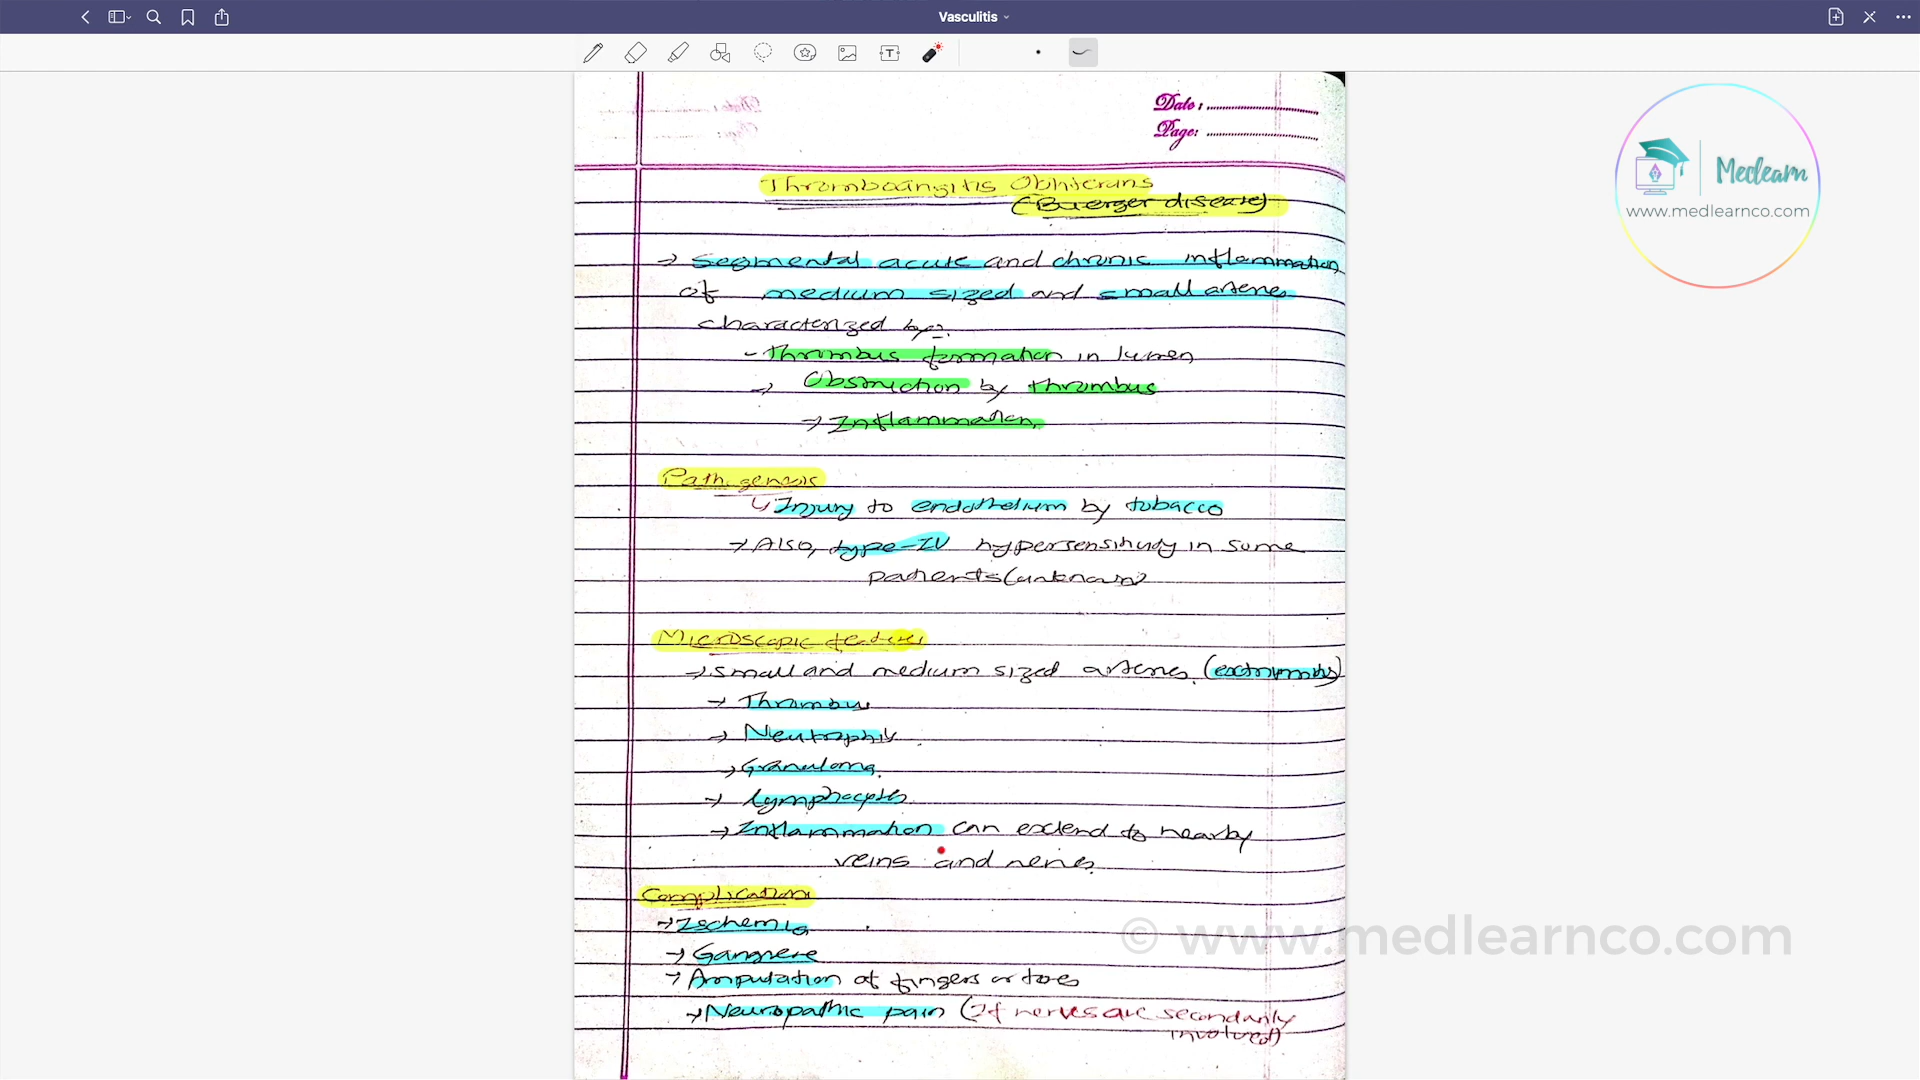 Vasculitis
Date :
Page:
Medlearn
www.medlearnco.com
Thromboangitis Obliterans
(Buerger disease)
→ Segmental acute and chronic inflammation
of medium sized and small arteries
characterized by:
- Thrombus formation in lumen
→ Obstruction by thrombus
→ Inflammation
Pathogenesis
↳ Injury to endothelium by tobacco
→ Also, type-IV hypersensitivity in some
patients (unknown)
Microscopic features
→ small and medium sized arteries. (extrimits)
→ Thrombus
→ Neutrophils
→ Granuloma.
→ Lymphocytes
→ Inflammation can extend to nearby
veins and nerves.
Complications
→ Ischemia
→ Gangrene
→ Amputation of fingers or toes
→ Neuropathic pain (If nerves are secondarily
involved)
© www.medlearnco.com